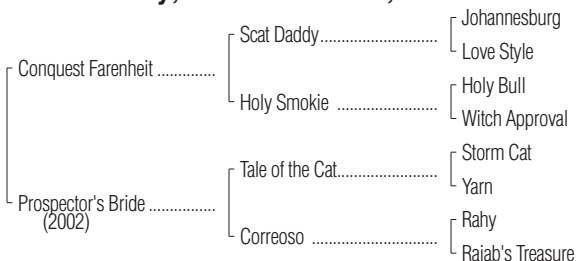 Johannesburg
Scat Daddy..........................
Love Style
Conquest Farenheit ..............
Holy Bull
Holy Smokie .......................
Witch Approval
Storm Cat
Tale of the Cat.......................
Yarn
Prospector's Bride ................
(2002)
Rahy
Correoso .............................
Rajab's Treasure